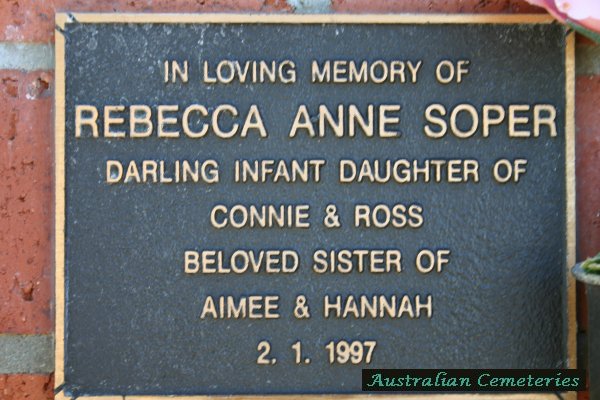 IN LOVING MEMORY OF
REBECCA ANNE SOPER
DARLING INFANT DAUGHTER OF
CONNIE & ROSS
BELOVED SISTER OF
AIMEE & HANNAH
2. 1. 1997
Australian Cemeteries